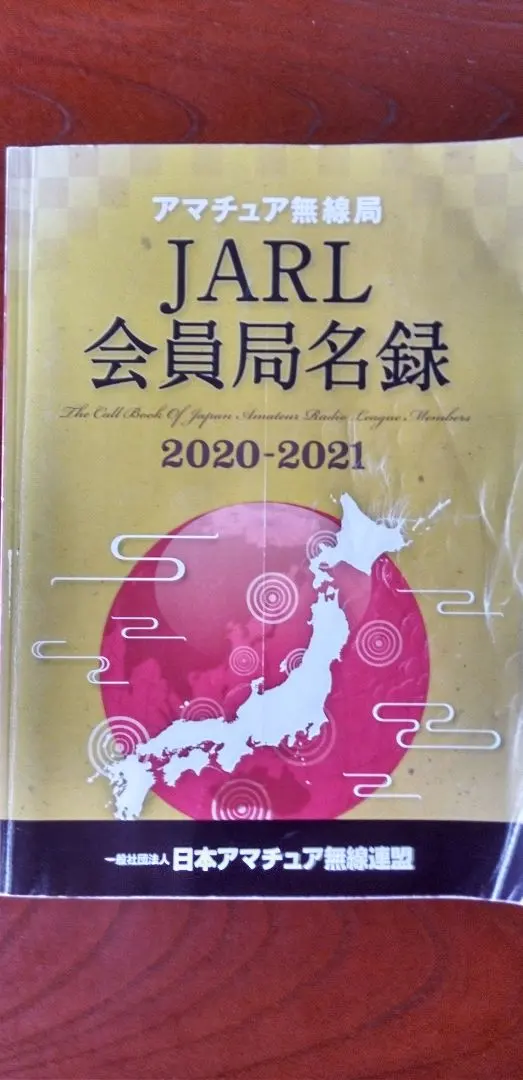 アマチュア無線局
JARL
会員局名録
The Call Book Of Japan Amateur Radio League Members
2020-2021
一般社団法人 日本アマチュア無線連盟